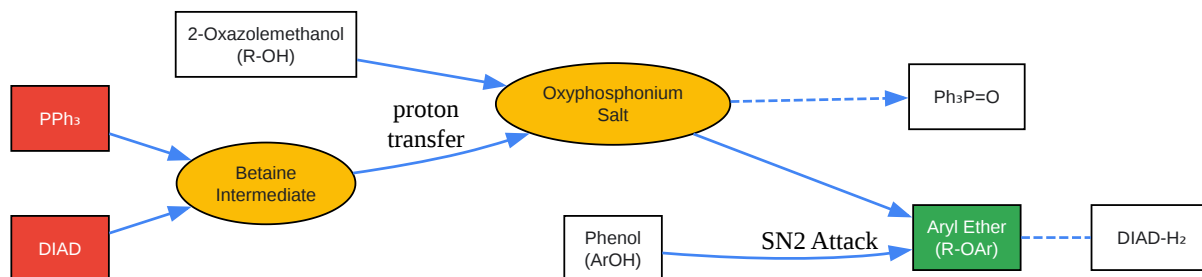 2-Oxazolemethanol
(R-OH)
PPh₃
proton
transfer
Oxyphosphonium
Salt
Ph₃P=O
Betaine
Intermediate
DIAD
Phenol
(ArOH)
SN2 Attack
Aryl Ether
(R-OAr)
DIAD-H₂